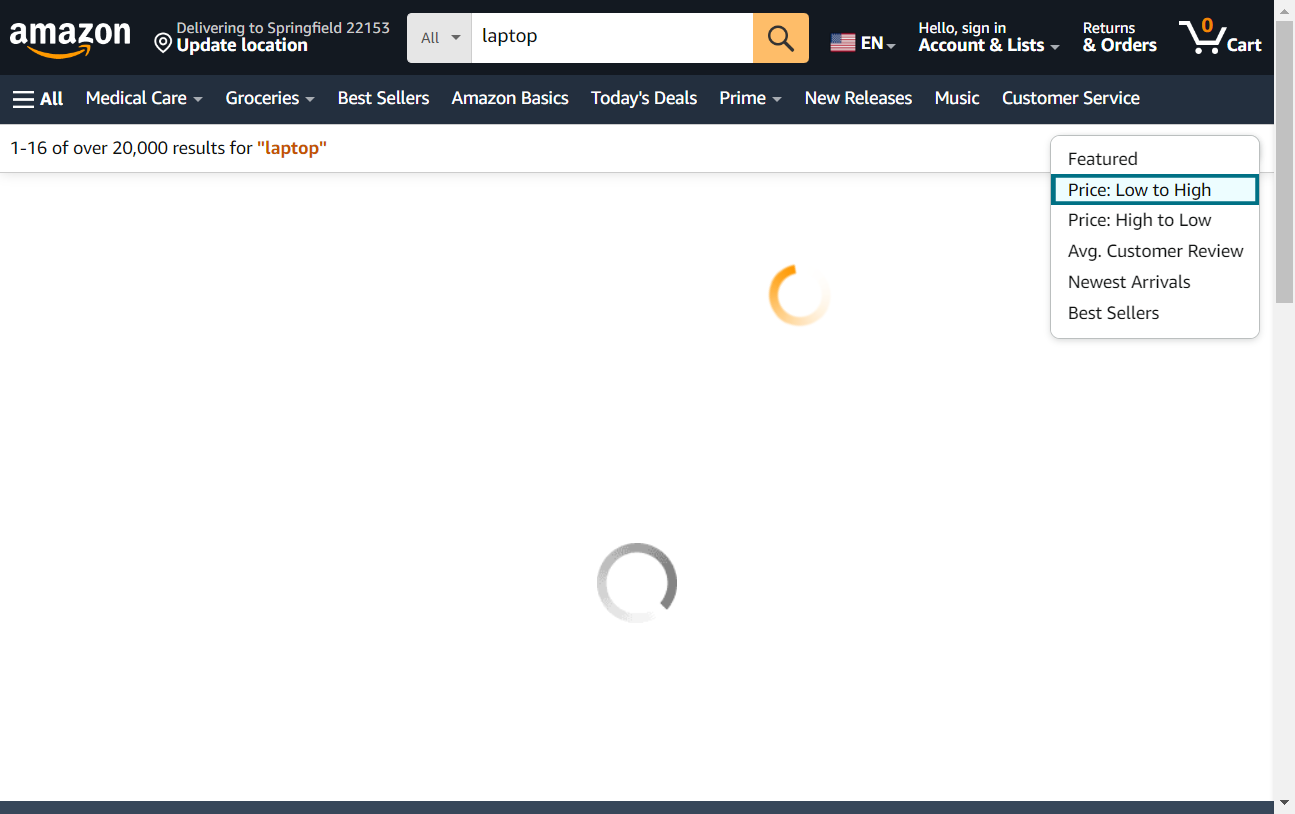 amazon
Delivering to Springfield 22153
Update location
All
laptop
EN
Hello, sign in
Account & Lists
Returns
& Orders
0
Cart
All
Medical Care
Groceries
Best Sellers
Amazon Basics
Today's Deals
Prime
New Releases
Music
Customer Service
1-16 of over 20,000 results for "laptop"
Featured
Price: Low to High
Price: High to Low
Avg. Customer Review
Newest Arrivals
Best Sellers